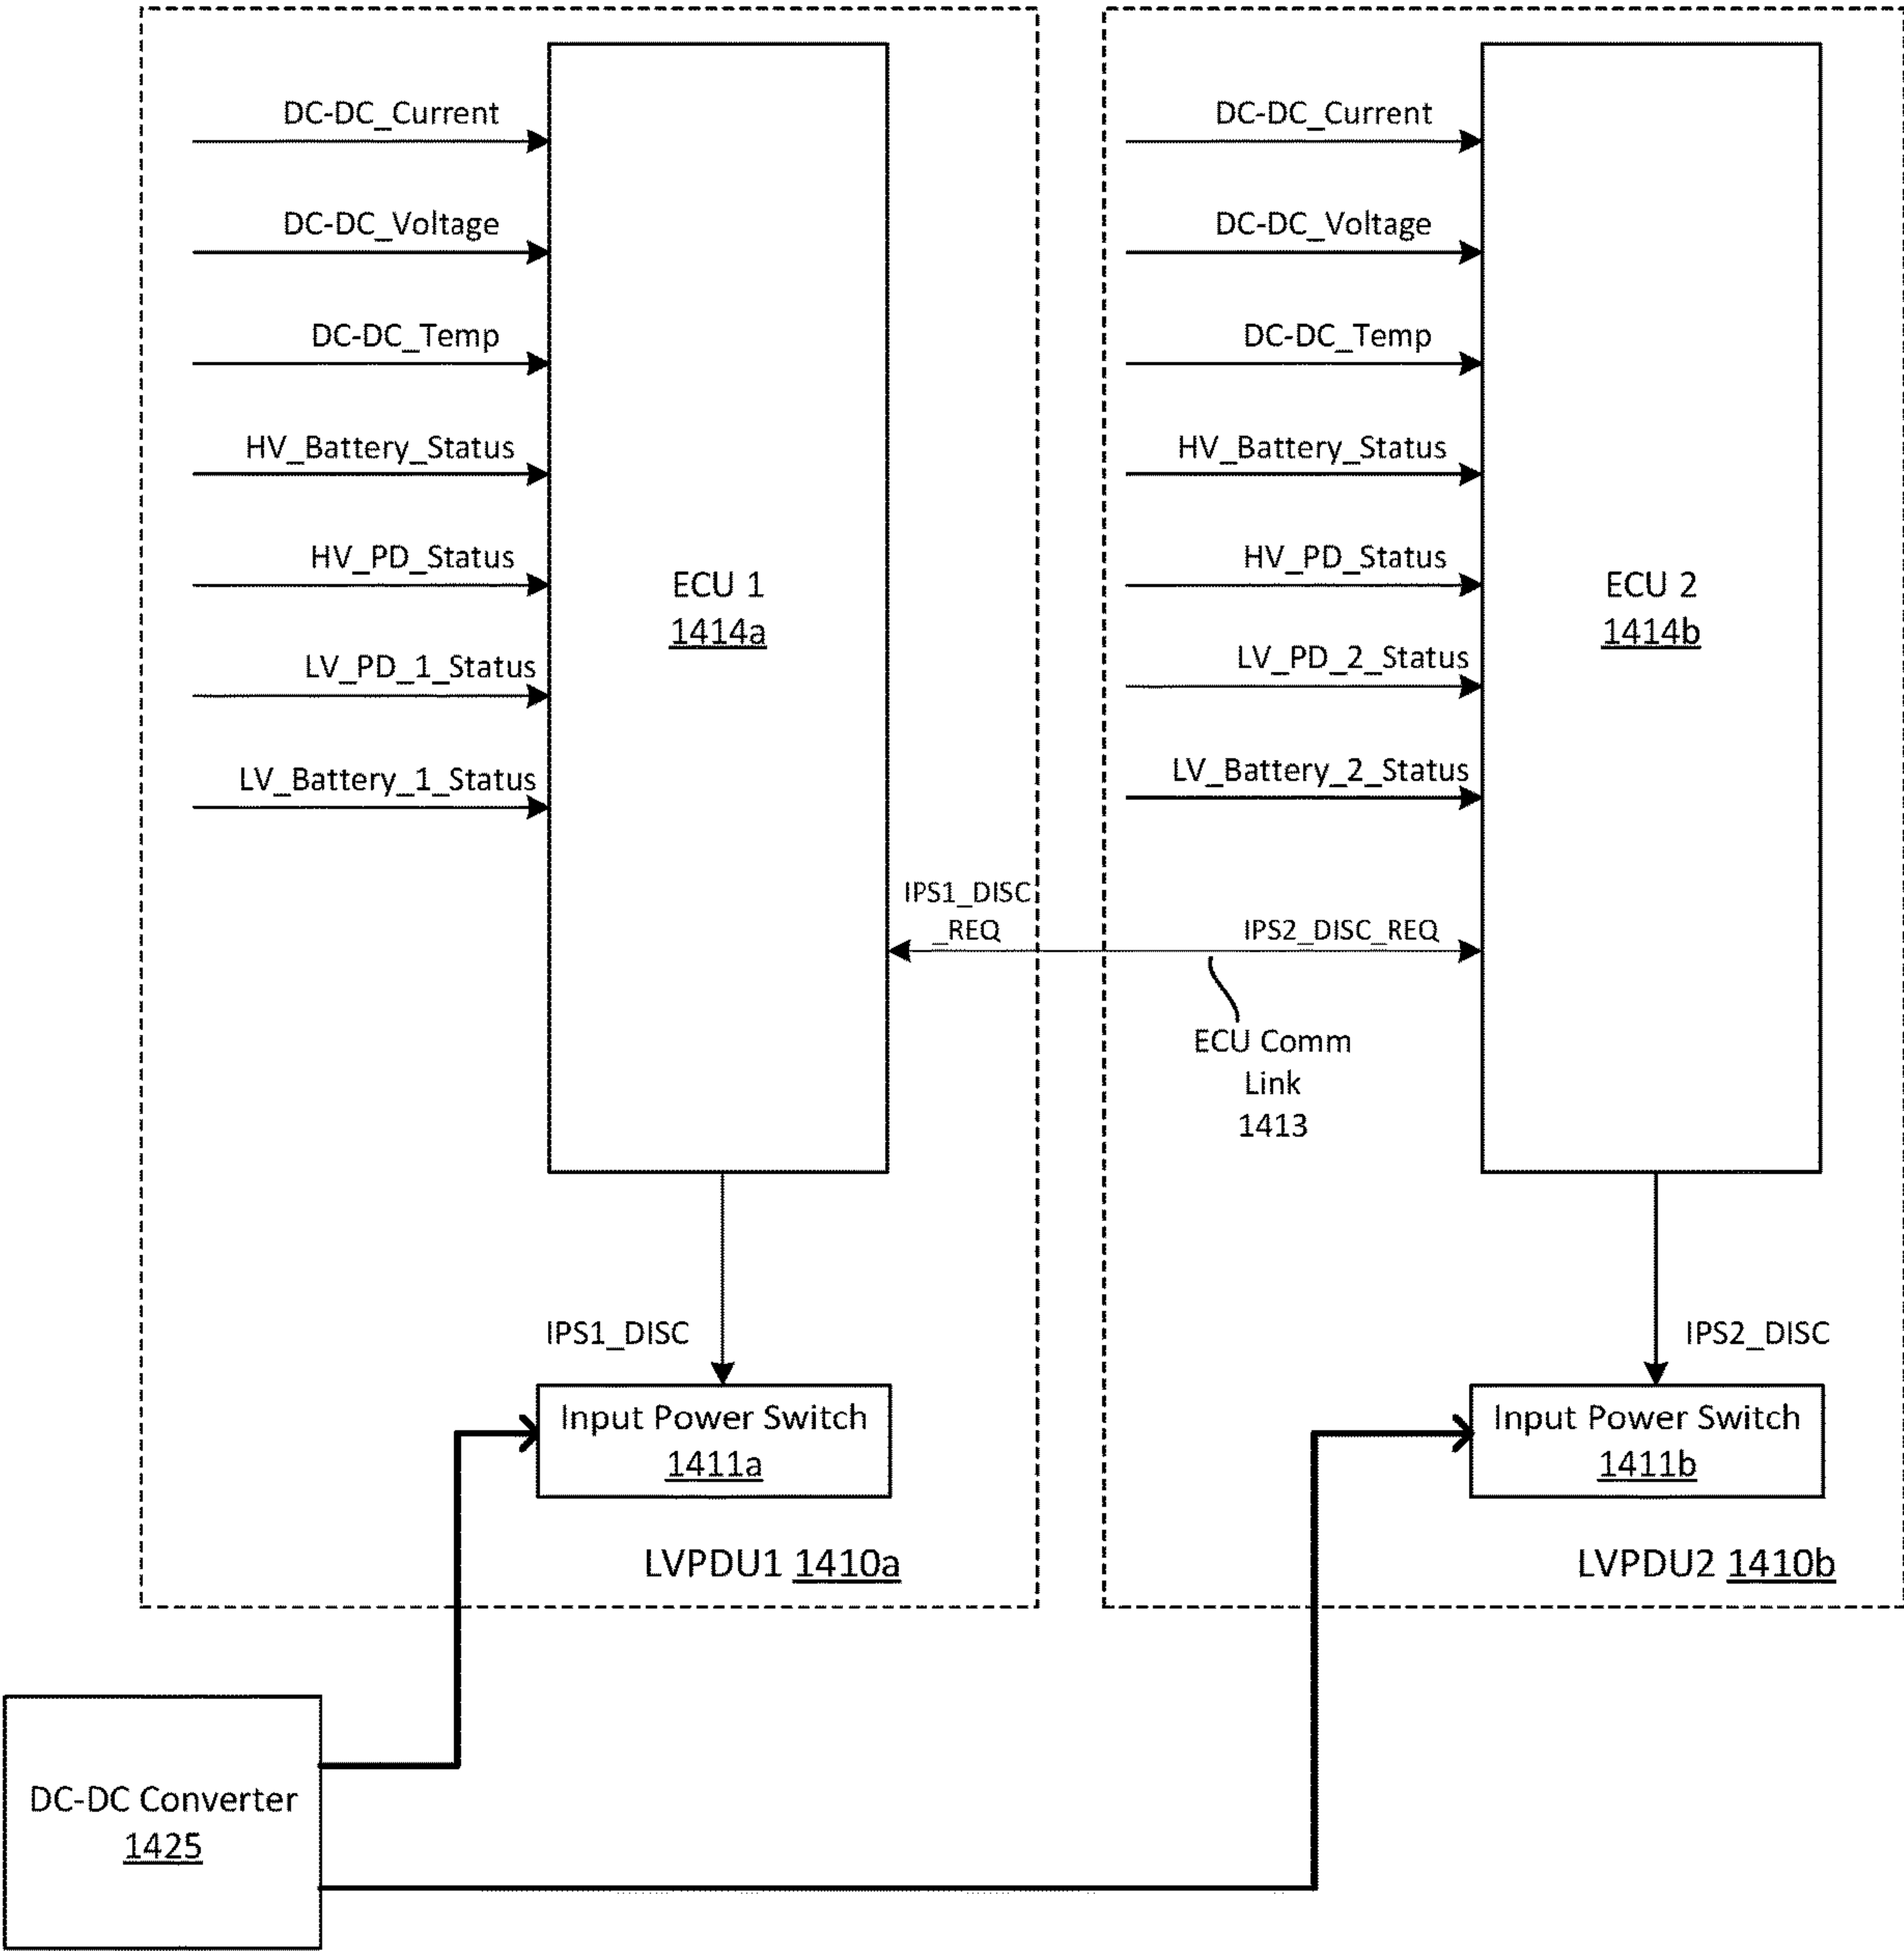 DC-DC_Current
DC-DC_Voltage
DC-DC_Temp
HV_Battery_Status
HV_PD_Status
LV_PD_1_Status
LV_Battery_1_Status
ECU 1
1414a
IPS1_DISC
_REQ
IPS1_DISC
Input Power Switch
1411a
LVPDU1 1410a
DC-DC_Current
DC-DC_Voltage
DC-DC_Temp
HV_Battery_Status
HV_PD_Status
LV_PD_2_Status
LV_Battery_2_Status
ECU 2
1414b
IPS2_DISC_REQ
ECU Comm
Link
1413
IPS2_DISC
Input Power Switch
1411b
LVPDU2 1410b
DC-DC Converter
1425